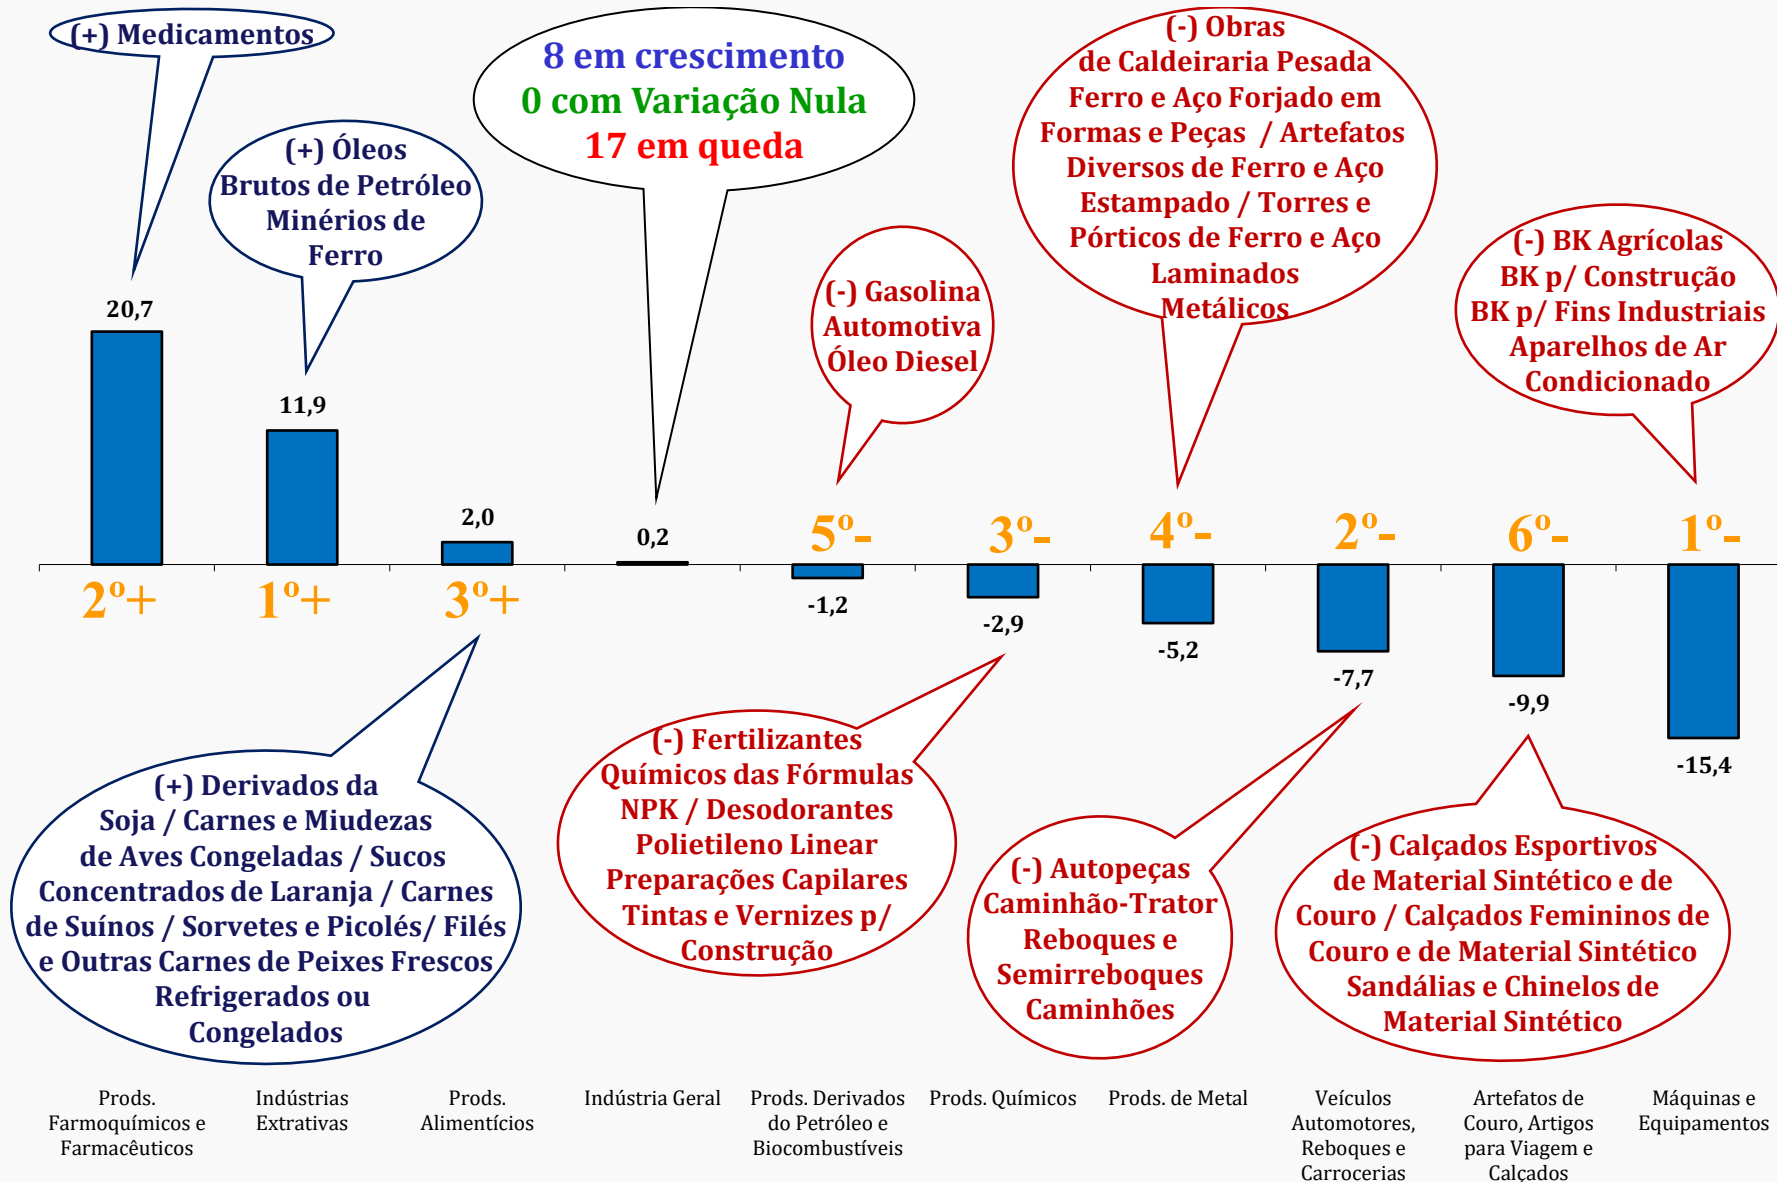 (+) Medicamentos
8 em crescimento
0 com Variação Nula
17 em queda
(-) Obras
de Caldeiraria Pesada
Ferro e Aço Forjado em
Formas e Peças / Artefatos
Diversos de Ferro e Aço
Estampado / Torres e
Pórticos de Ferro e Aço
Laminados
Metálicos
(+) Óleos
Brutos de Petróleo
Minérios de
Ferro
(-) Gasolina
Automotiva
Óleo Diesel
(-) BK Agrícolas
BK p/ Construção
BK p/ Fins Industriais
Aparelhos de Ar
Condicionado
20,7
11,9
2,0
0,2
5º-
3º-
4º-
2º-
6º-
1º-
2º+
1º+
3º+
-1,2
-2,9
-5,2
-7,7
-9,9
-15,4
(+) Derivados da
Soja / Carnes e Miudezas
de Aves Congeladas / Sucos
Concentrados de Laranja / Carnes
de Suínos / Sorvetes e Picolés/ Filés
e Outras Carnes de Peixes Frescos
Refrigerados ou
Congelados
(-) Fertilizantes
Químicos das Fórmulas
NPK / Desodorantes
Polietileno Linear
Preparações Capilares
Tintas e Vernizes p/
Construção
(-) Autopeças
Caminhão-Trator
Reboques e
Semirreboques
Caminhões
(-) Calçados Esportivos
de Material Sintético e de
Couro / Calçados Femininos de
Couro e de Material Sintético
Sandálias e Chinelos de
Material Sintético
Prods.
Farmoquímicos e
Farmacêuticos
Indústrias
Extrativas
Prods.
Alimentícios
Indústria Geral
Prods. Derivados
do Petróleo e
Biocombustíveis
Prods. Químicos
Prods. de Metal
Veículos
Automotores,
Reboques e
Carrocerias
Artefatos de
Couro, Artigos
para Viagem e
Calçados
Máquinas e
Equipamentos